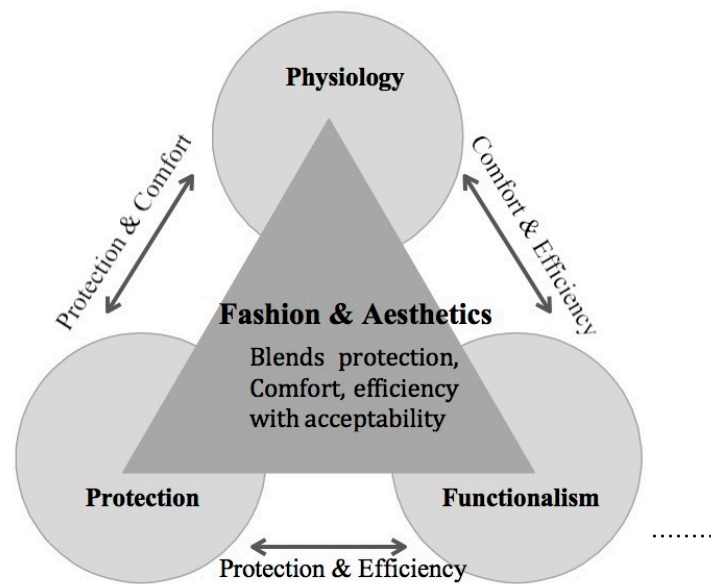 Physiology
Protection & Comfort
Comfort & Efficiency
Fashion & Aesthetics
Blends protection,
Comfort, efficiency
with acceptability
Protection
Functionalism
Protection & Efficiency